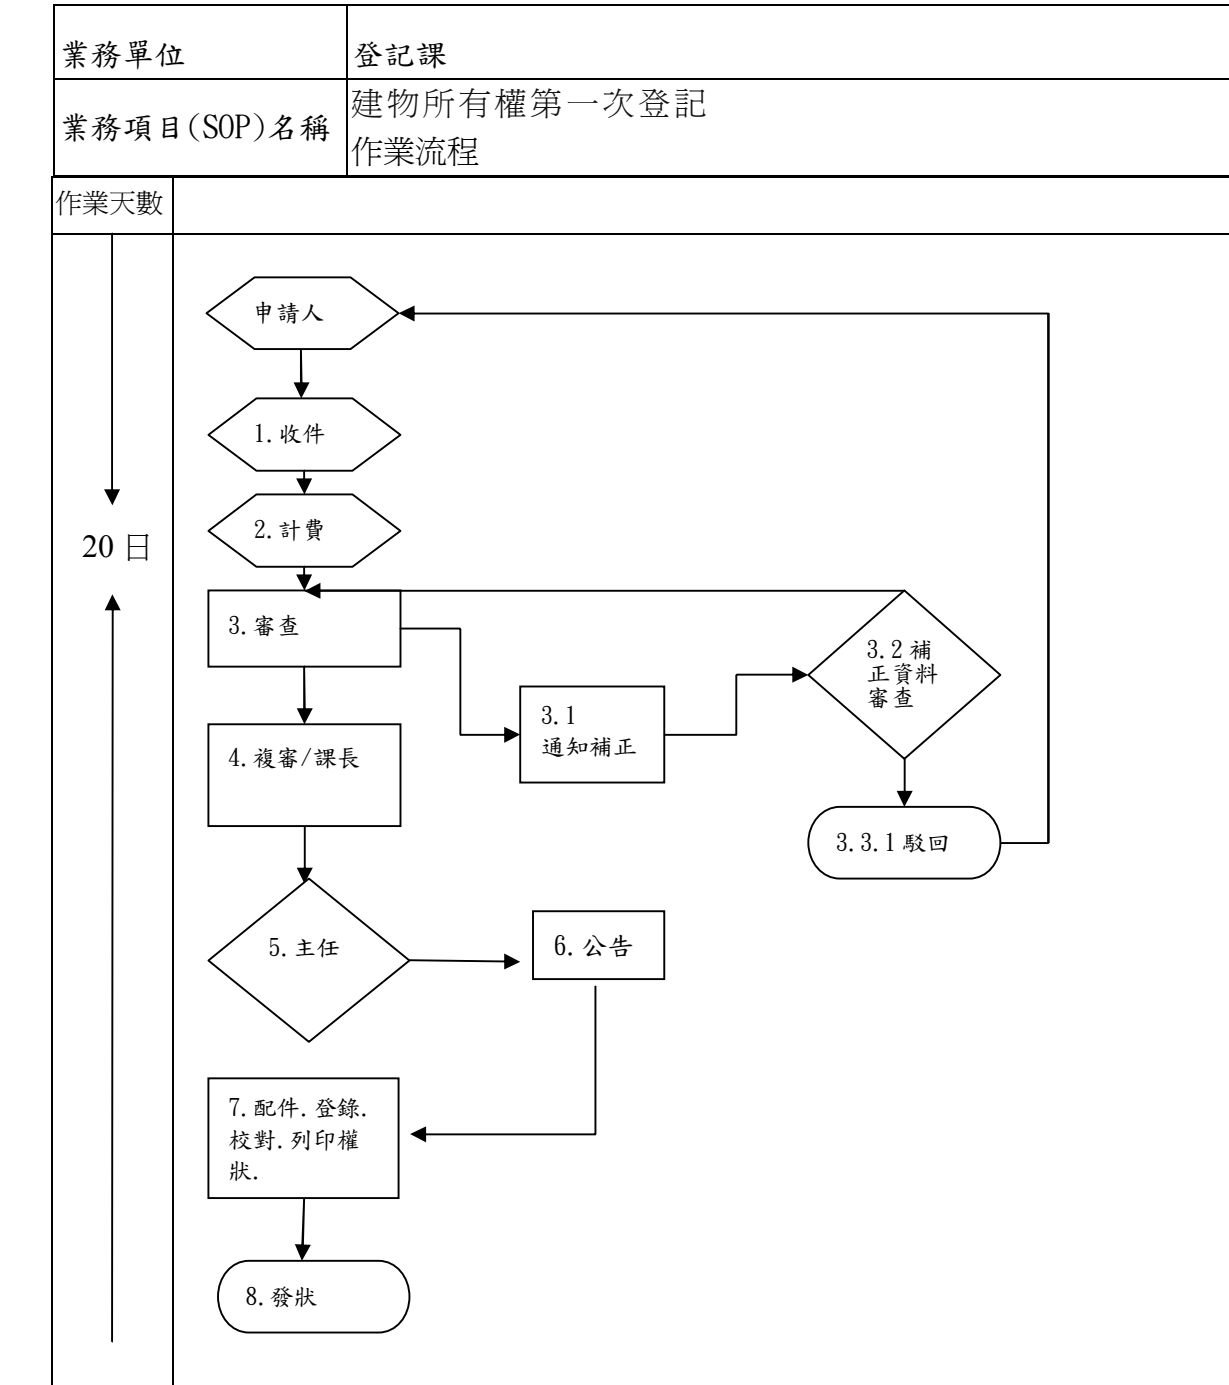 業務單位
登記課
業務項目(SOP)名稱
建物所有權第一次登記
作業流程
作業天數
20日
申請人
1.收件
2.計費
3.審查
3.1
通知補正
3.2補
正資料
審查
4.複審/課長
3.3.1駁回
5.主任
6.公告
7.配件.登錄.
校對.列印權
狀.
8.發狀